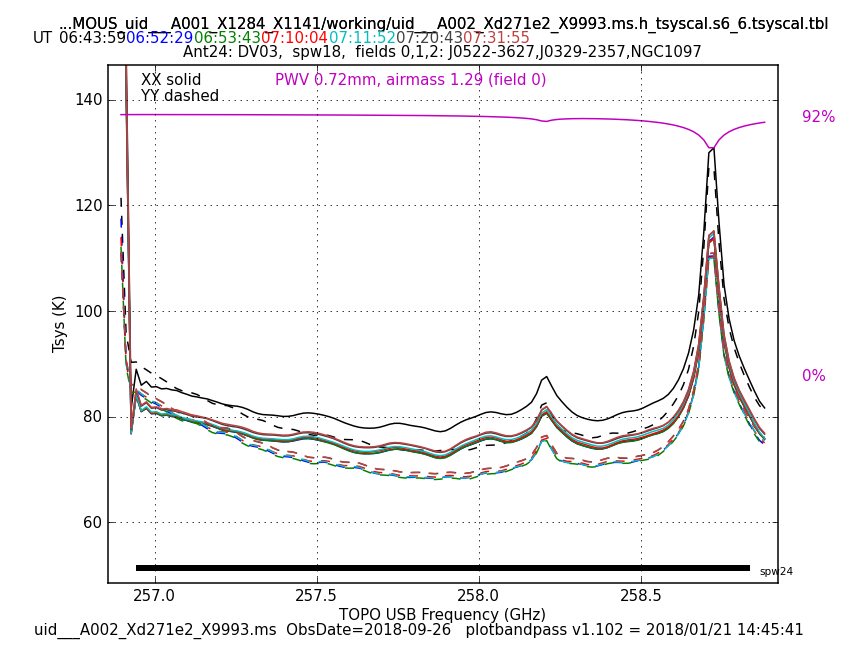 ...MOUS_uid___A001_X1284_X1141/working/uid___A002_Xd271e2_X9993.ms.h_tsyscal.s6_6.tsyscal.tbl
UT 06:43:59 06:52:29 06:53:43 07:10:04 07:11:52 07:20:43 07:31:55
Ant24: DV03, spw18, fields 0,1,2: J0522-3627,J0329-2357,NGC1097
XX solid
YY dashed
PWV 0.72mm, airmass 1.29 (field 0)
92%
0%
140
120
100
80
60
Tsys (K)
spw24
257.0 257.5 258.0 258.5
TOPO USB Frequency (GHz)
uid___A002_Xd271e2_X9993.ms ObsDate=2018-09-26 plotbandpass v1.102 = 2018/01/21 14:45:41